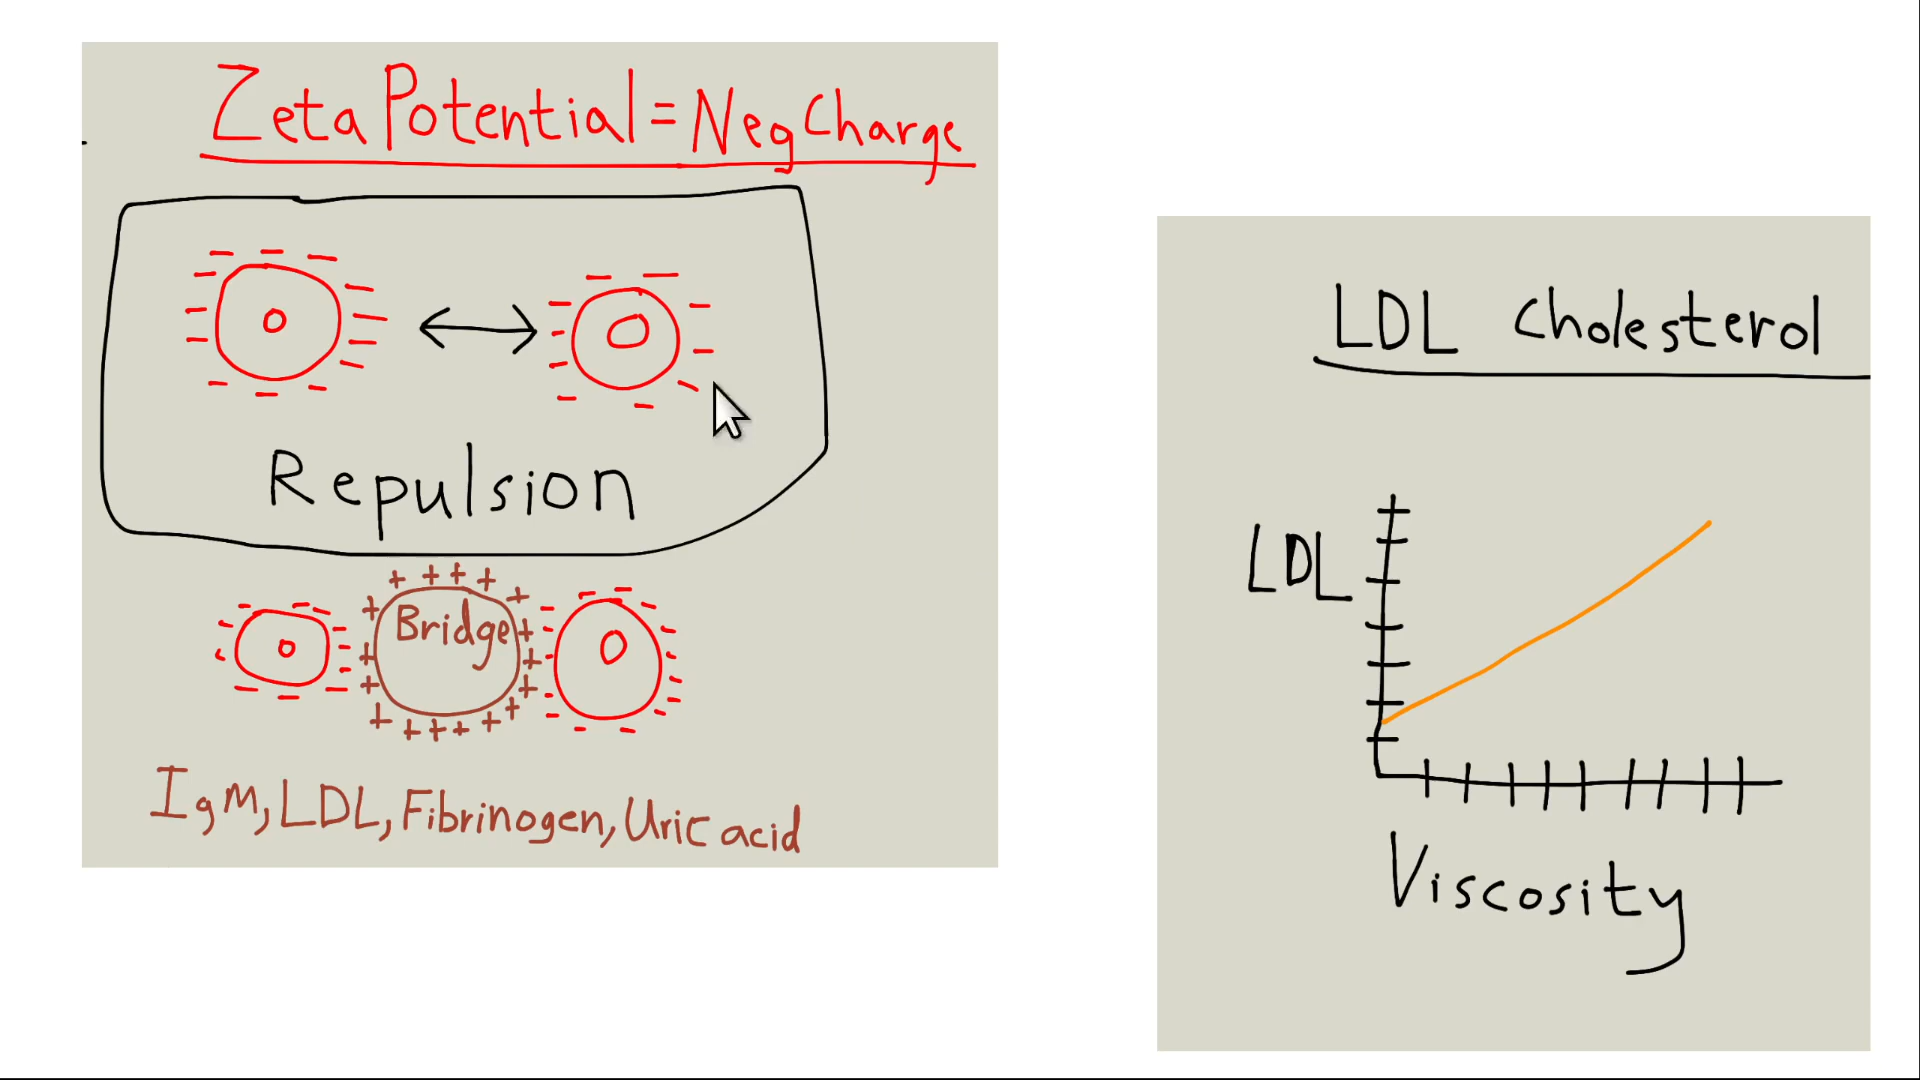 Zeta Potential = Neg Charge
Repulsion
Bridge
IgM, LDL, Fibrinogen, Uric acid
LDL Cholesterol
LDL
Viscosity